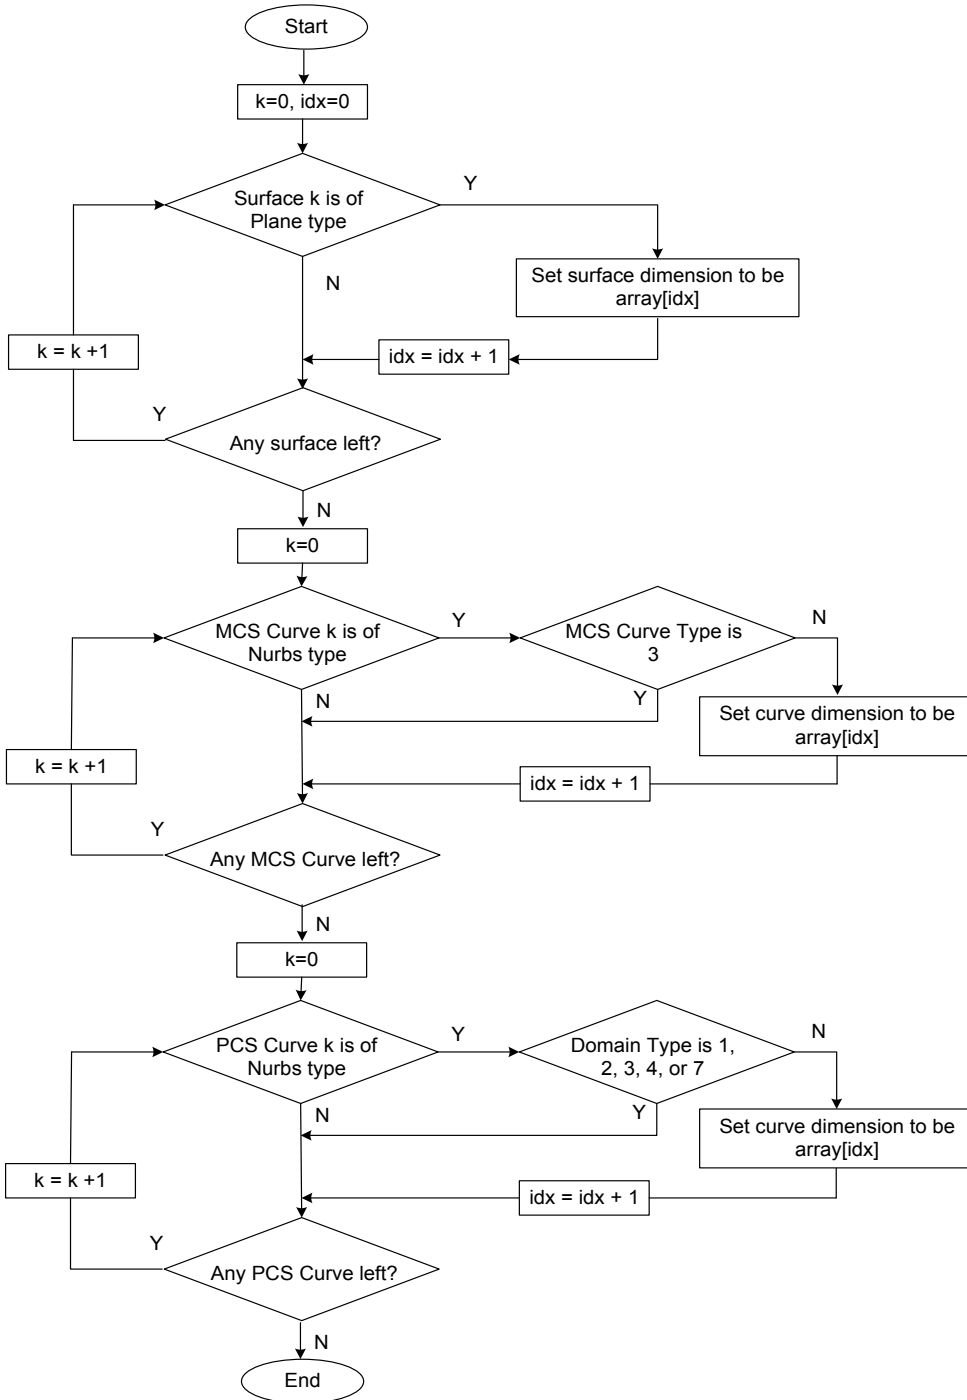 Start
k=0, idx=0
Surface k is of
Plane type
Y
N
Set surface dimension to be
array[idx]
k = k +1
idx = idx + 1
Y
Any surface left?
N
k=0
MCS Curve k is of
Nurbs type
Y
MCS Curve Type is
3
N
N
Y
Set curve dimension to be
array[idx]
k = k +1
idx = idx + 1
Y
Any MCS Curve left?
N
k=0
PCS Curve k is of
Nurbs type
Y
Domain Type is 1,
2, 3, 4, or 7
N
N
Y
Set curve dimension to be
array[idx]
k = k +1
idx = idx + 1
Y
Any PCS Curve left?
N
End